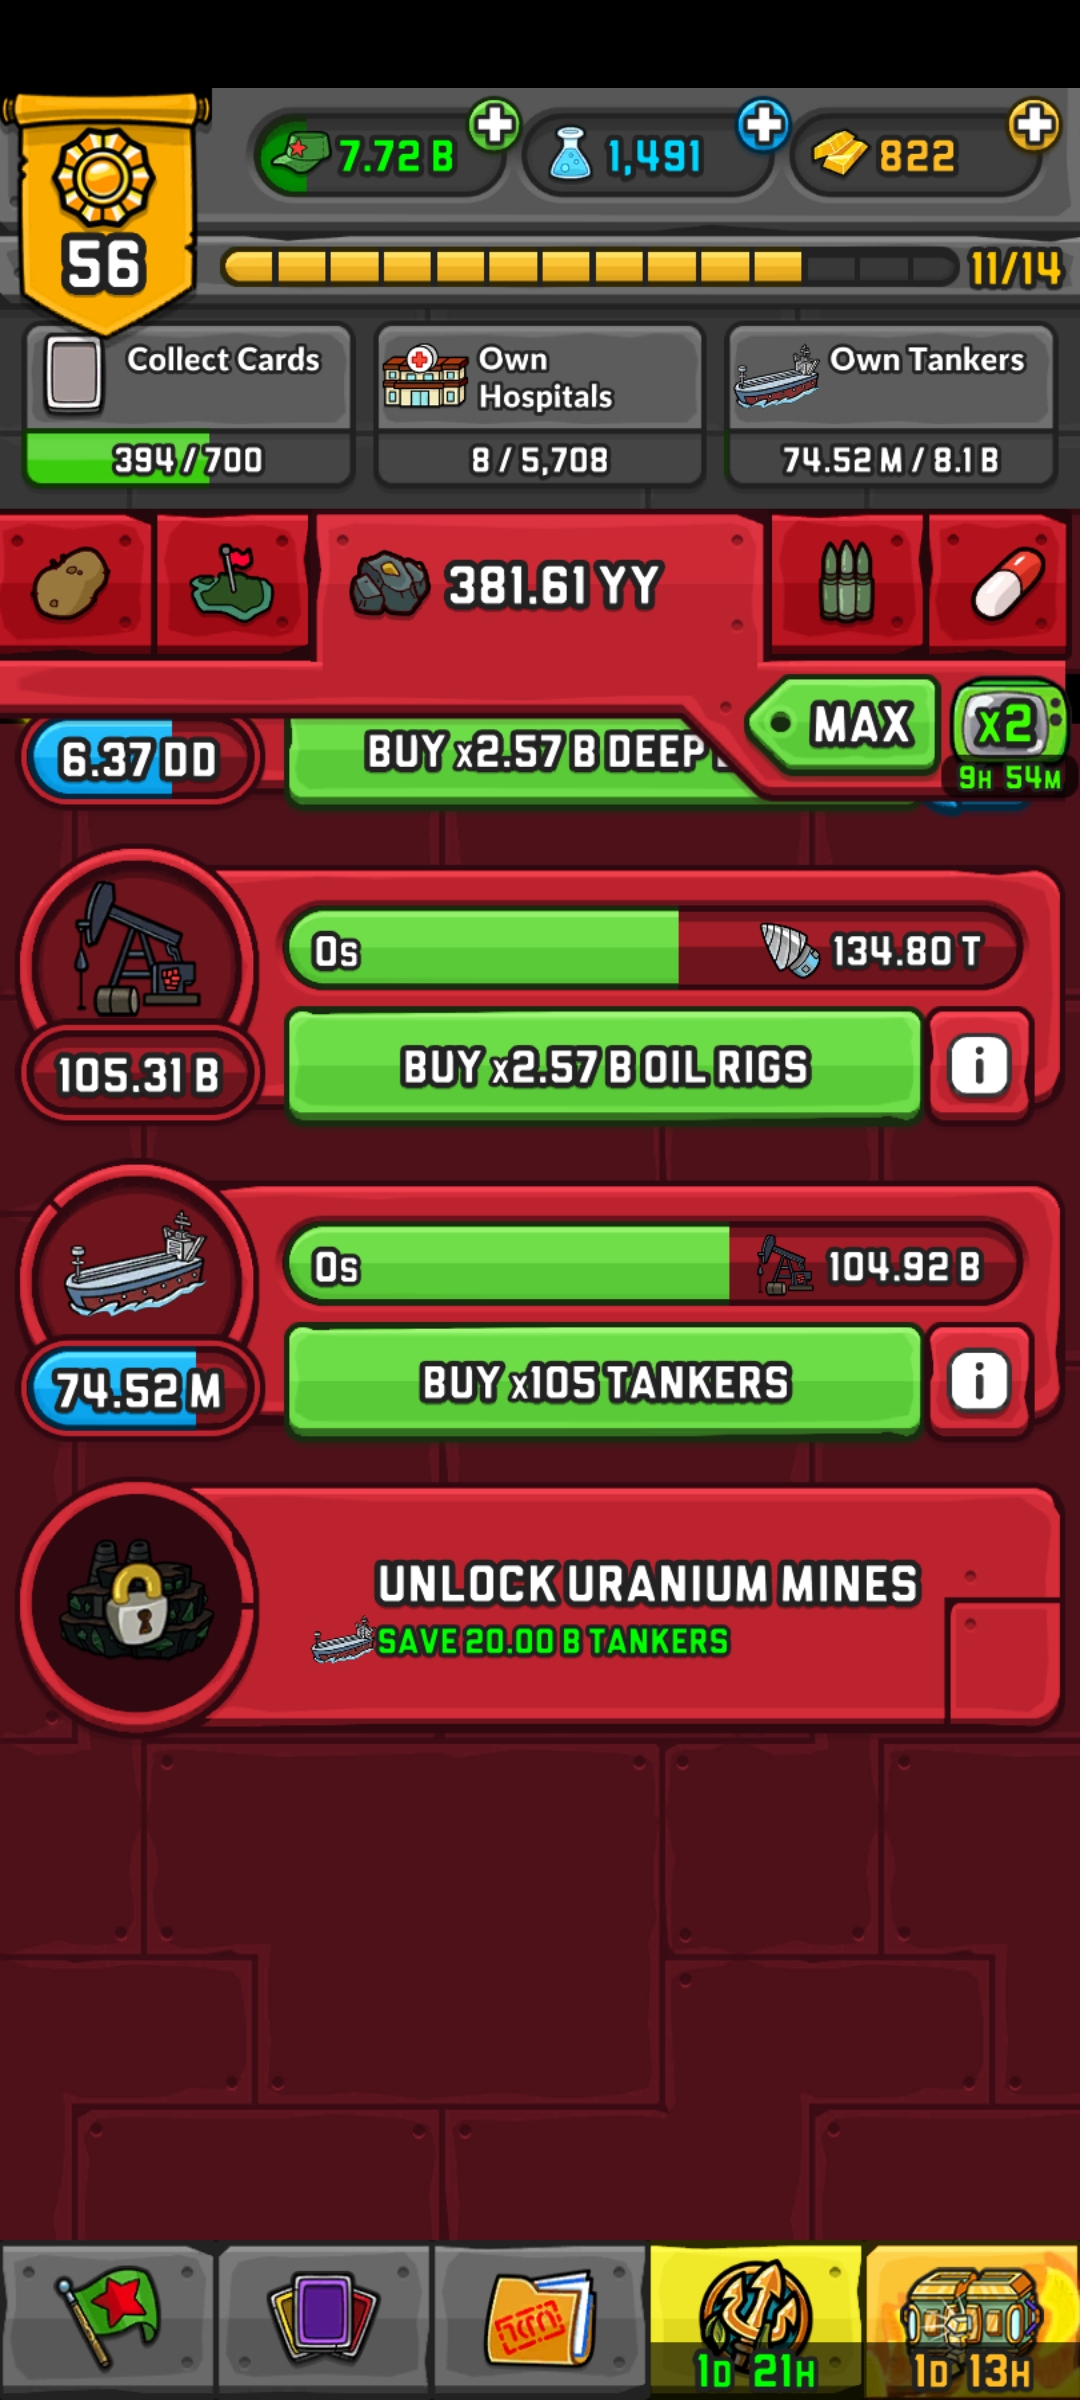 7.72 B
1,491
822
56
11/14
Collect Cards
Own
Hospitals
Own Tankers
394/700
8/5,708
74.52 M/8.1 B
381.61 YY
MAX
x2
9H 54M
6.37 DD
BUY x2.57 B DEEP
0s
134.80 T
105.31 B
BUY x2.57 B OIL RIGS
i
0s
104.92 B
74.52 M
BUY x105 TANKERS
i
UNLOCK URANIUM MINES
SAVE 20.00 B TANKERS
1D 21H
1D 13H